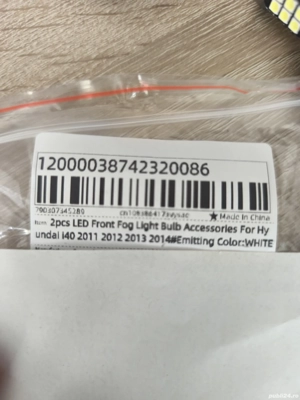 12000038742320086
★ Made in China
2pcs LED Front Fog Light Bulb Accessories For Hy
undai i40 2011 2012 2013 2014#Emitting Color:WHITE